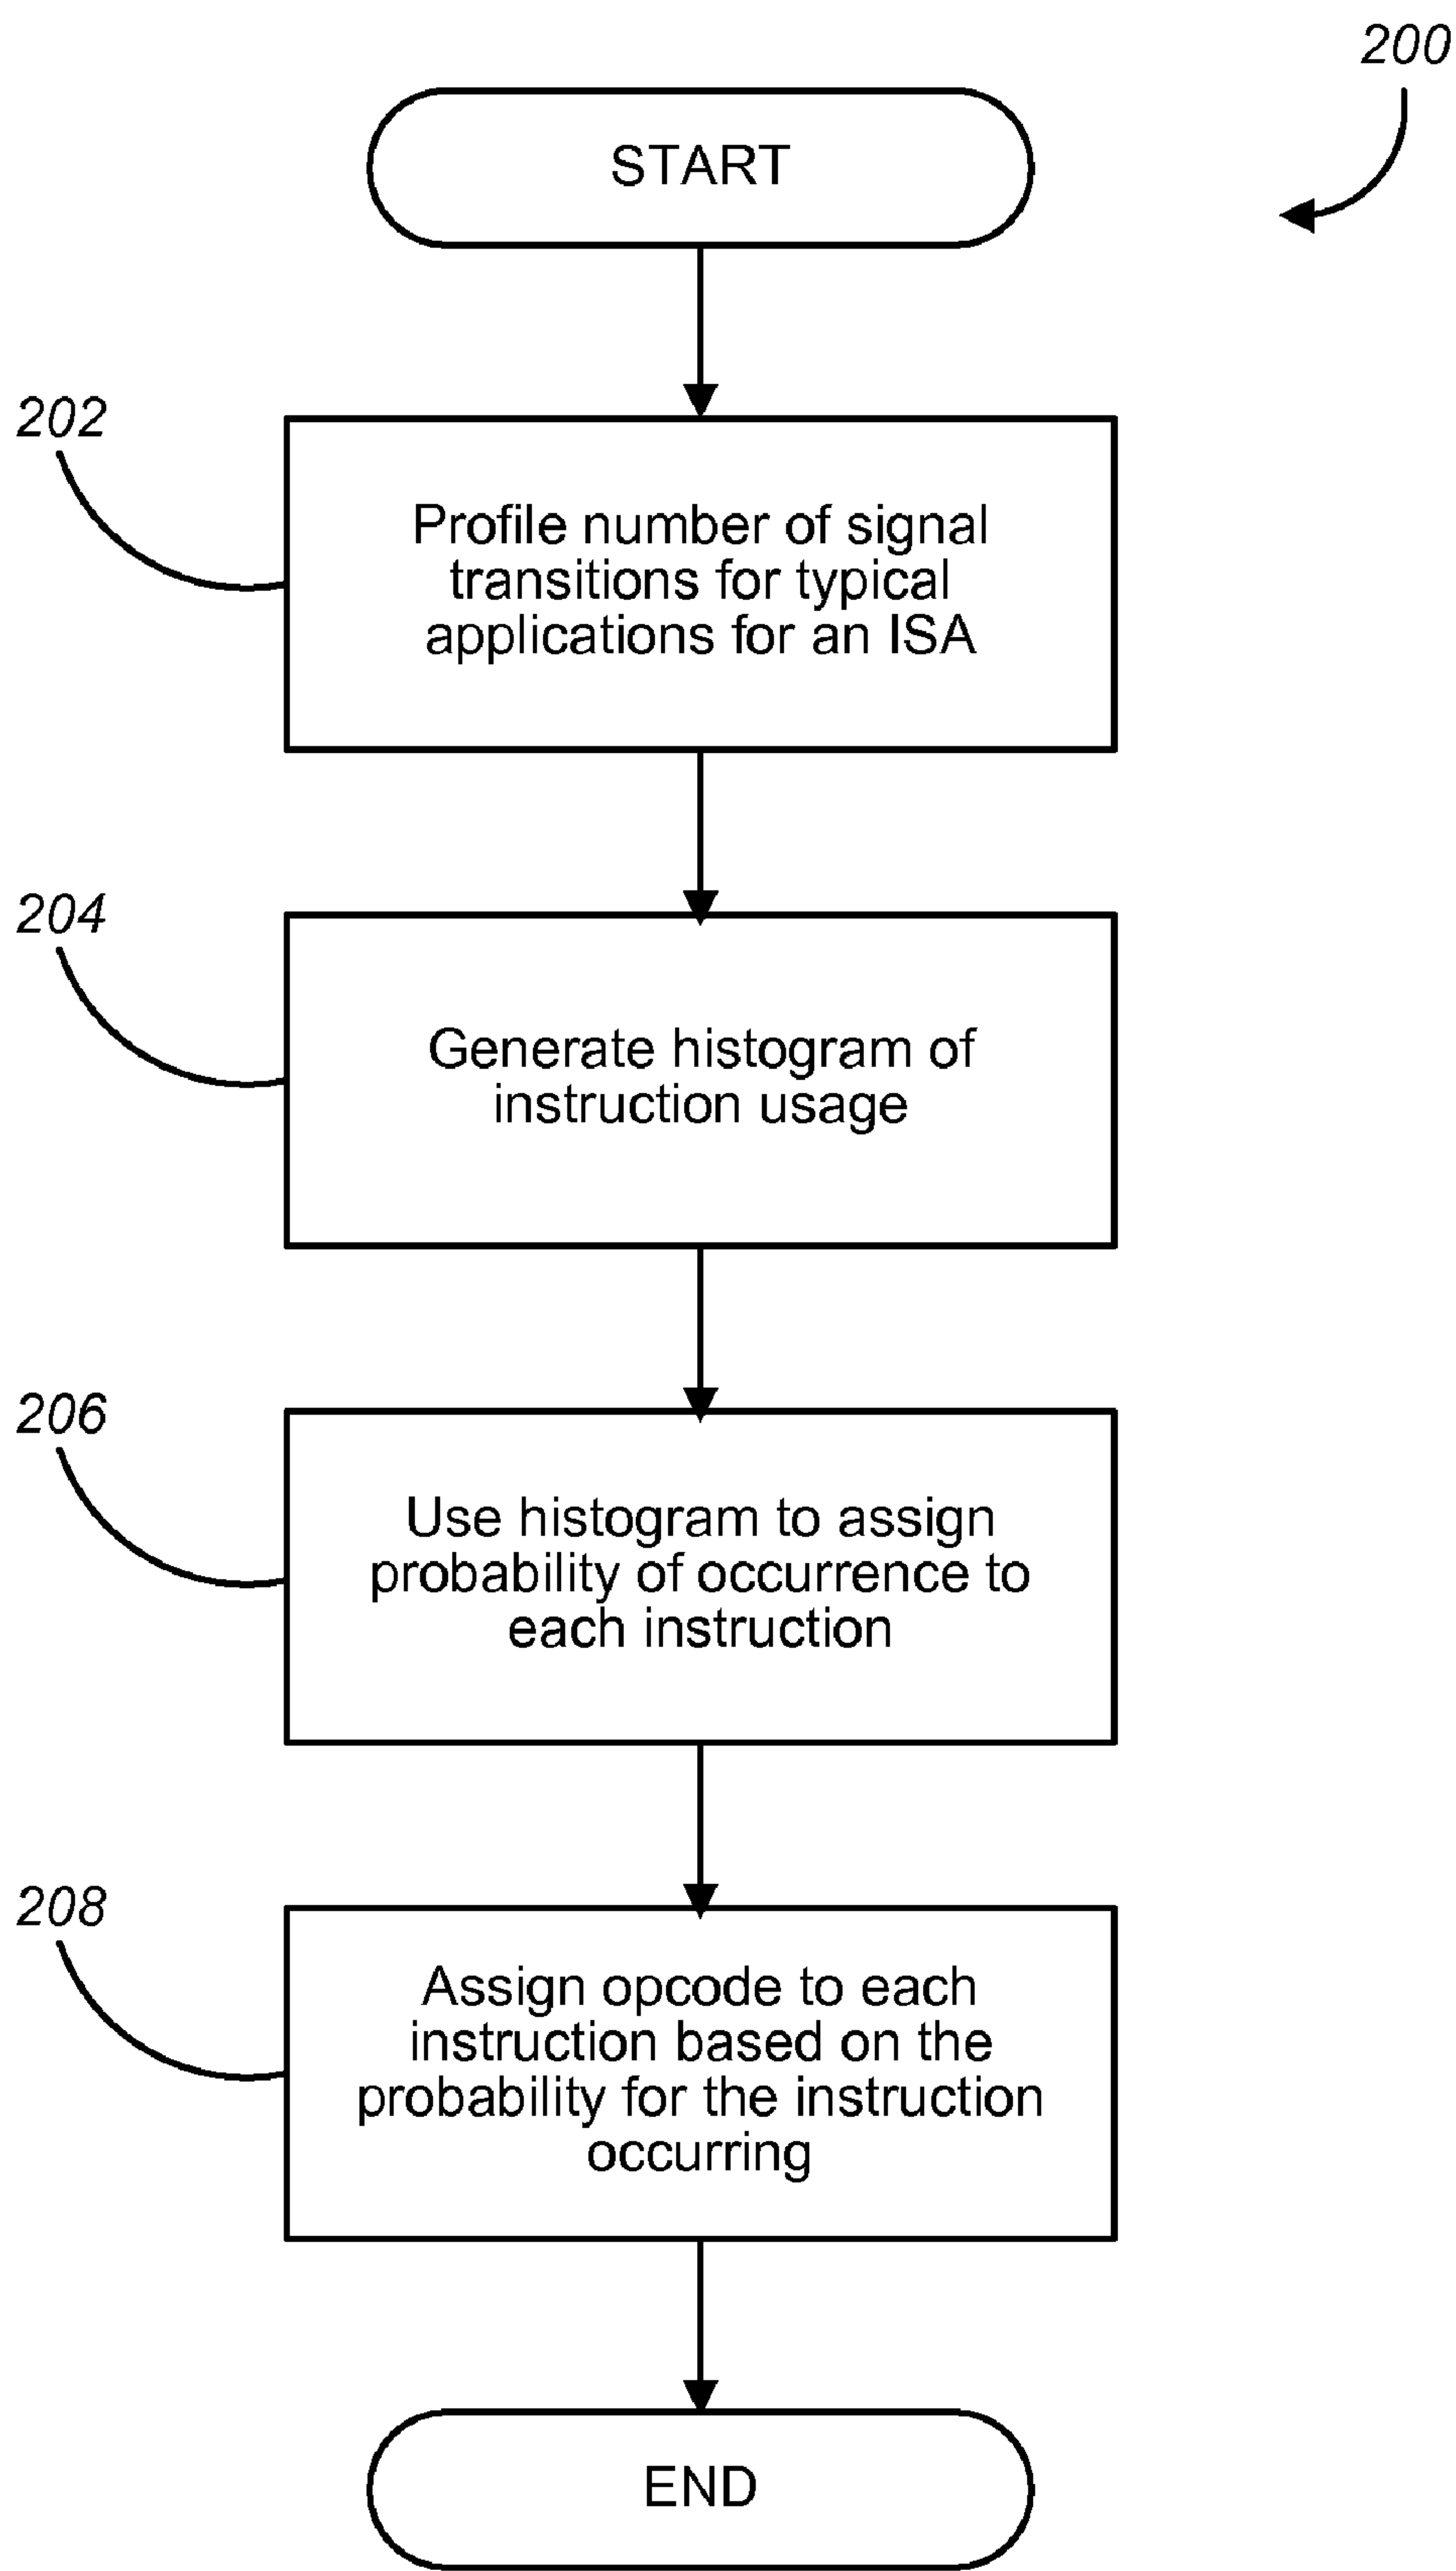 200
START
202
Profile number of signal
transitions for typical
applications for an ISA
204
Generate histogram of
instruction usage
206
Use histogram to assign
probability of occurrence to
each instruction
208
Assign opcode to each
instruction based on the
probability for the instruction
occurring
END